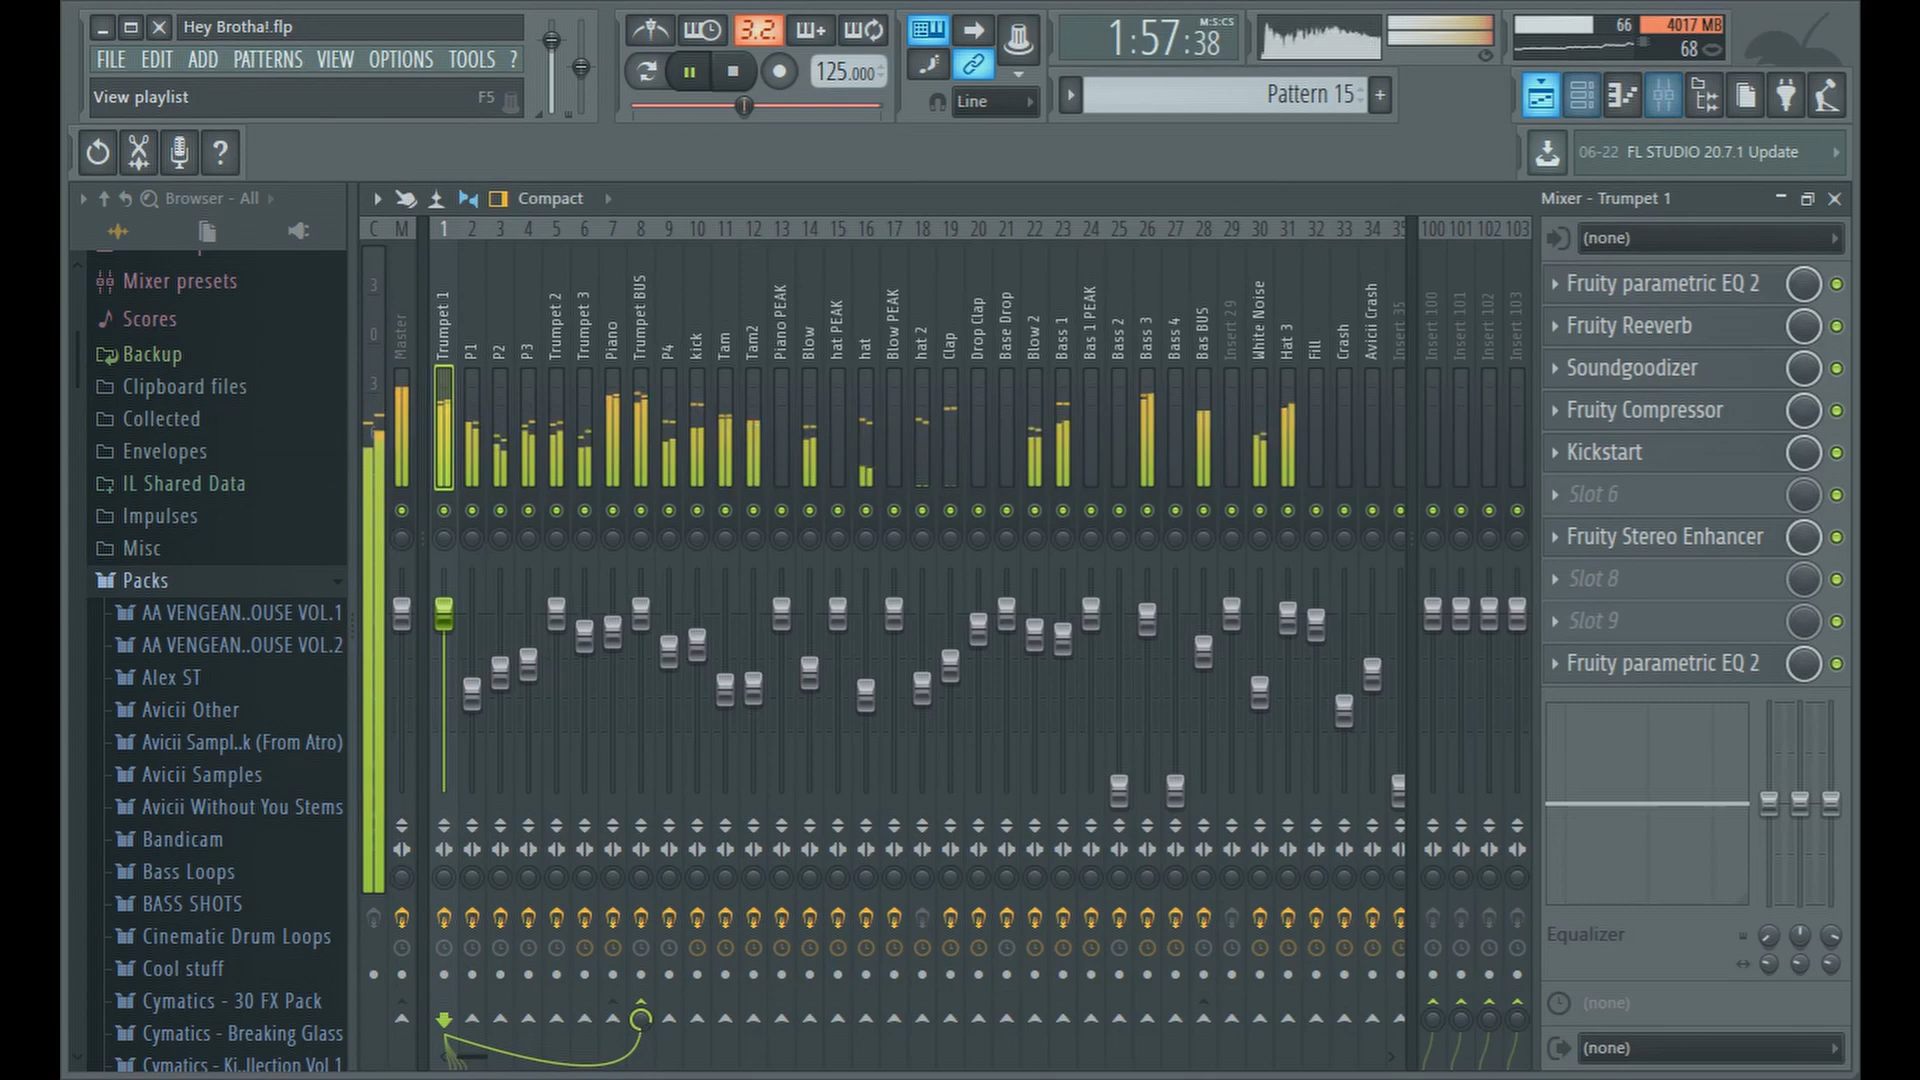 Hey Brotha!.flp
FILE EDIT ADD PATTERNS VIEW OPTIONS TOOLS ?
View playlist F5
3.2.
125.000
Line
1:57:38 M:S:CS
Pattern 15
66 4017 MB
68
06-22 FL STUDIO 20.7.1 Update
Browser - All
Mixer presets
Scores
Backup
Clipboard files
Collected
Envelopes
IL Shared Data
Impulses
Misc
Packs
AA VENGEAN..OUSE VOL.1
AA VENGEAN..OUSE VOL.2
Alex ST
Avicii Other
Avicii Sampl..k (From Atro)
Avicii Samples
Avicii Without You Stems
Bandicam
Bass Loops
BASS SHOTS
Cinematic Drum Loops
Cool stuff
Cymatics - 30 FX Pack
Cymatics - Breaking Glass
Cymatics - Ki..llection Vol 1
Compact
C M 1 2 3 4 5 6 7 8 9 10 11 12 13 14 15 16 17 18 19 20 21 22 23 24 25 26 27 28 29 30 31 32 33 34 35 100 101 102 103
3
0
3
Master
Trumpet 1
P1
P2
P3
Trumpet 2
Trumpet 3
Piano
Trumpet BUS
P4
kick
Tam
Tam2
Piano PEAK
Blow
hat PEAK
hat
Blow PEAK
hat 2
Clap
Drop Clap
Base Drop
Blow 2
Bass 1
Bas 1 PEAK
Bass 2
Bass 3
Bass 4
Bas BUS
Insert 29
White Noise
Hat 3
Fill
Crash
Avicii Crash
Insert 35
Insert 100
Insert 101
Insert 102
Insert 103
Mixer - Trumpet 1
(none)
Fruity parametric EQ 2
Fruity Reeverb
Soundgoodizer
Fruity Compressor
Kickstart
Slot 6
Fruity Stereo Enhancer
Slot 8
Slot 9
Fruity parametric EQ 2
Equalizer
(none)
(none)